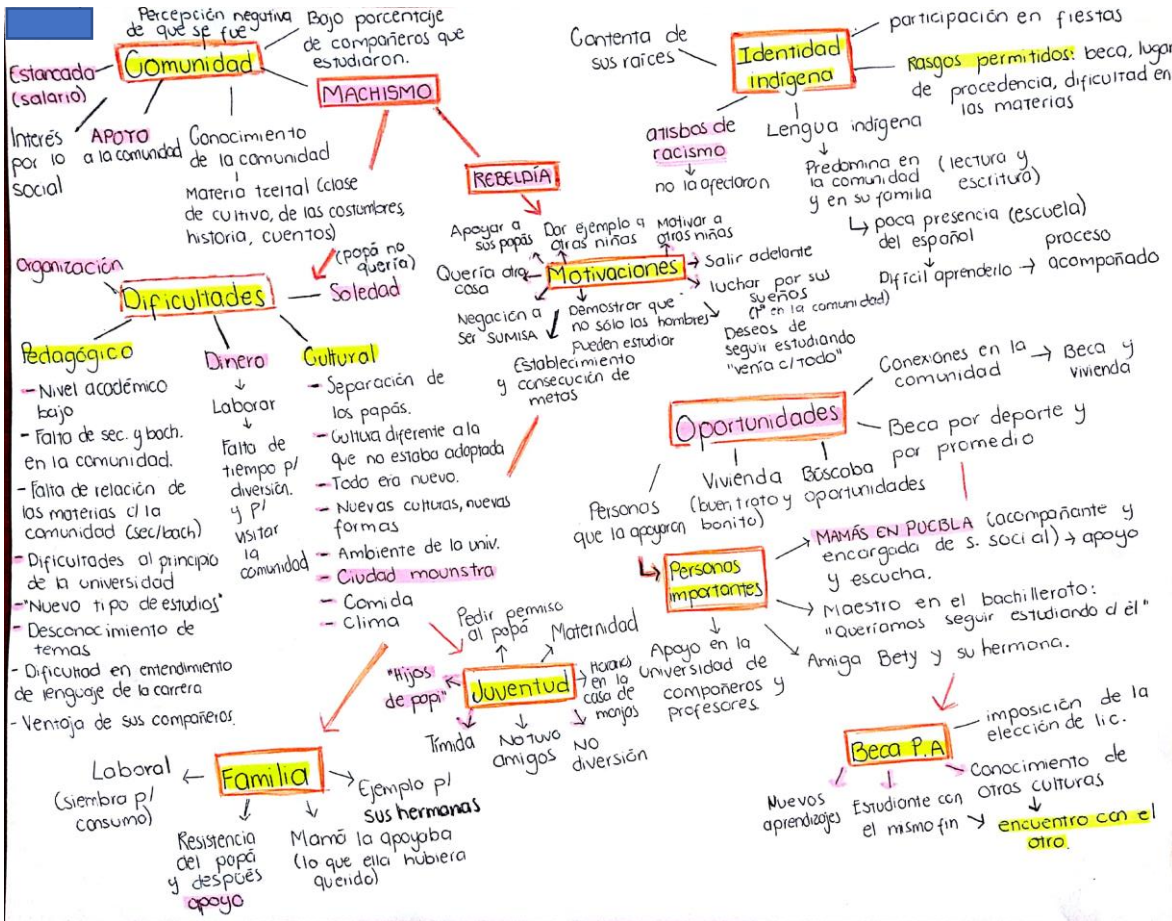 Percepción negativa
de que se fue
Bajo porcentaje
de compañeros que
estudiaron.
Comunidad
Estancada
(salario)
MACHISMO
Interés
por lo
social
APOYO
a la comunidad
Conocimiento
de la comunidad
Materia tzeltal (clase
de cultivo, de las costumbres,
historia, cuentos)
REBELDÍA
Contenta de
sus raíces
Identidad
indígena
participación en fiestas
Rasgos permitidos: beca, lugar
de procedencia, dificultad en
las materias
atisbos de
racismo
no la afectaron
Lengua indígena
Predomina en
la comunidad
y en su familia
(lectura y
escritura)
poca presencia (escuela)
del español
Difícil aprenderlo → proceso
acompañado
Apoyar a
sus papás
Dar ejemplo a
otras niñas
Motivar a
otras niñas
Quería otra
cosa
Motivaciones
Salir adelante
luchar por sus
sueños
(1ª en la comunidad)
Negación a
ser SUMISA
Demostrar que
no sólo los hombres
pueden estudiar
Deseos de
seguir estudiando
"venía c/todo"
Establecimiento
y consecución de
metas
Organización
Dificultades
(papá no
quería)
Soledad
Pedagógico
- Nivel académico
bajo
- Falta de sec. y bach.
en la comunidad.
- Falta de relación de
las materias c/ la
comunidad (sec/bach)
- Dificultades al principio
de la universidad
- "Nuevo tipo de estudios"
- Desconocimiento de
temas
- Dificultad en entendimiento
de lenguaje de la carrera
- Ventaja de sus compañeros.
Dinero
Laborar
Falta de
tiempo p/
diversión.
y p/
visitar
la
comunidad
Cultural
- Separación de
los papás.
- Cultura diferente a la
que no estaba adaptada
- Todo era nuevo.
- Nuevas culturas, nuevas
formas
- Ambiente de la univ.
- Ciudad mounstra
- Comida
- Clima
Oportunidades
Conexiones en la
comunidad → Beca y
vivienda
Beca por deporte y
por promedio
Personas
que la apoyaron
Vivienda
(buen trato y
bonito)
Búscaba
oportunidades
Personas
importantes
MAMÁS EN PUEBLA (acompañante y
encargada de s. social) → apoyo
y escucha.
Maestro en el bachillerato:
"Queríamos seguir estudiando c/ él"
Amiga Bety y su hermana.
Apoyo en la
universidad de
compañeros y
profesores.
Pedir permiso
al papá
Maternidad
"Hijos
de papi"
Juventud
Horario
en la
casa de
monjas
Tímida
No tuvo
amigos
NO
diversión
Familia
Laboral
(siembra p/
consumo)
Resistencia
del papá
y después
apoyo
Mamá la apoyaba
(lo que ella hubiera
querido)
Ejemplo p/
sus hermanas
Beca P.A
imposición de la
elección de lic.
Nuevos
aprendizajes
Estudiante con
el mismo fin
Conocimiento de
otras culturas
encuentro con el
otro.